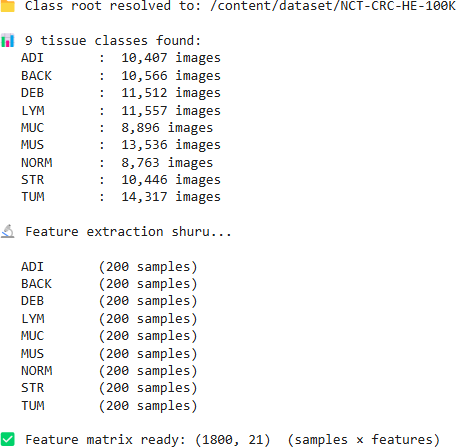 📁 Class root resolved to: /content/dataset/NCT-CRC-HE-100K
📊 9 tissue classes found:
ADI : 10,407 images
BACK : 10,566 images
DEB : 11,512 images
LYM : 11,557 images
MUC : 8,896 images
MUS : 13,536 images
NORM : 8,763 images
STR : 10,446 images
TUM : 14,317 images
🔬 Feature extraction shuru...
ADI (200 samples)
BACK (200 samples)
DEB (200 samples)
LYM (200 samples)
MUC (200 samples)
MUS (200 samples)
NORM (200 samples)
STR (200 samples)
TUM (200 samples)
✅ Feature matrix ready: (1800, 21) (samples × features)